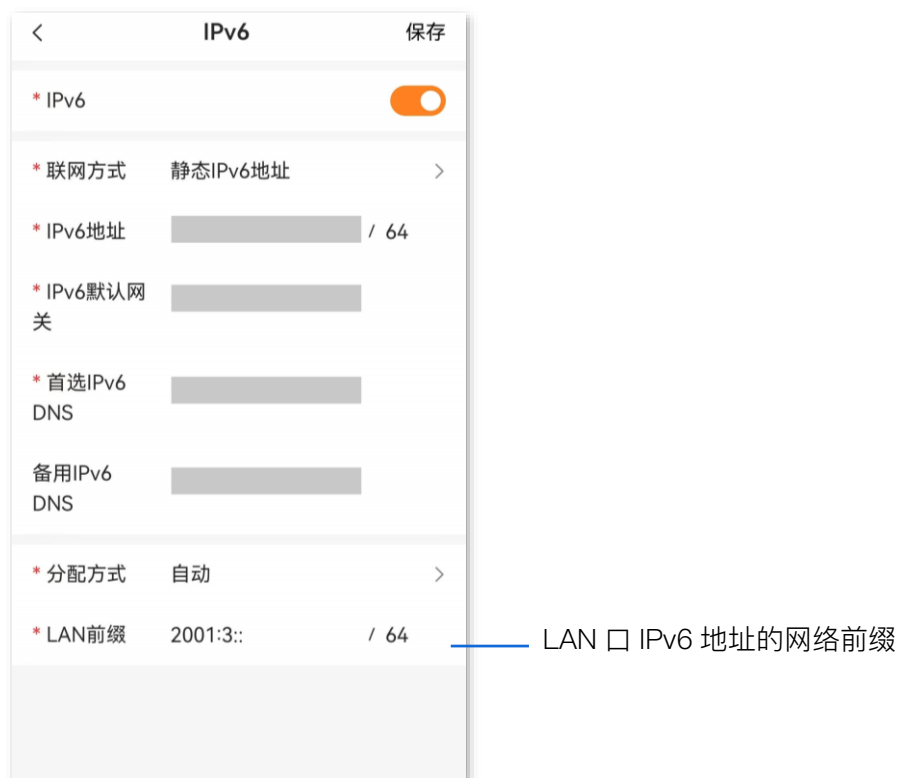 IPv6 保存
* IPv6
* 联网方式 静态IPv6地址
* IPv6地址 / 64
* IPv6默认网
关
* 首选IPv6
DNS
备用IPv6
DNS
* 分配方式 自动
* LAN前缀 2001:3:: / 64
LAN 口 IPv6 地址的网络前缀